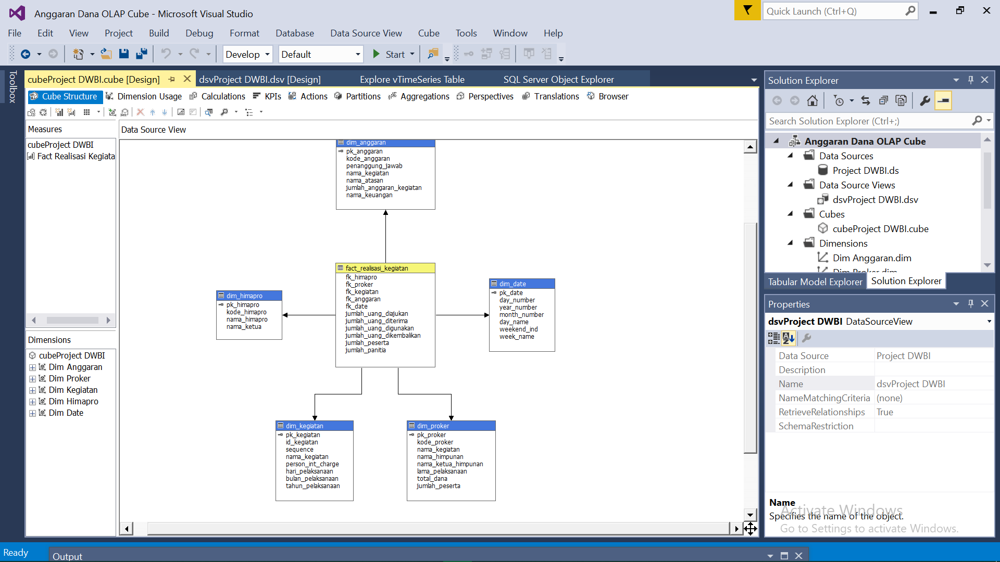 Anggaran Dana OLAP Cube - Microsoft Visual Studio
Quick Launch (Ctrl+Q)
File Edit View Project Build Debug Format Database Data Source View Cube Tools Window Help
Develop Default Start
Toolbox
cubeProject DWBI.cube [Design] dsvProject DWBI.dsv [Design] Explore vTimeSeries Table SQL Server Object Explorer
Cube Structure Dimension Usage Calculations KPIs Actions Partitions Aggregations Perspectives Translations Browser
Measures
cubeProject DWBI
Fact Realisasi Kegiata
Dimensions
cubeProject DWBI
Dim Anggaran
Dim Proker
Dim Kegiatan
Dim Himapro
Dim Date
Data Source View
dim_anggaran
pk_anggaran
kode_anggaran
penanggung_jawab
nama_kegiatan
nama_atasan
jumlah_anggaran_kegiatan
nama_keuangan
fact_realisasi_kegiatan
fk_himapro
fk_proker
fk_kegiatan
fk_anggaran
fk_date
jumlah_uang_diajukan
jumlah_uang_diterima
jumlah_uang_digunakan
jumlah_uang_dikembalikan
jumlah_peserta
jumlah_panitia
dim_himapro
pk_himapro
kode_himapro
nama_himapro
nama_ketua
dim_date
pk_date
day_number
year_number
month_number
day_name
weekend_ind
week_name
dim_kegiatan
pk_kegiatan
id_kegiatan
sequence
nama_kegiatan
person_int_charge
hari_pelaksanaan
bulan_pelaksanaan
tahun_pelaksanaan
dim_proker
pk_proker
kode_proker
nama_kegiatan
nama_himpunan
nama_ketua_himpunan
lama_pelaksanaan
total_dana
jumlah_peserta
Solution Explorer
Search Solution Explorer (Ctrl+;)
Anggaran Dana OLAP Cube
Data Sources
Project DWBI.ds
Data Source Views
dsvProject DWBI.dsv
Cubes
cubeProject DWBI.cube
Dimensions
Dim Anggaran.dim
Dim Proker.dim
Tabular Model Explorer Solution Explorer
Properties
dsvProject DWBI DataSourceView
Data Source Project DWBI
Description
Name dsvProject DWBI
NameMatchingCriteria (none)
RetrieveRelationships True
SchemaRestriction
Name
Specifies the name of the object.
Activate Windows
Go to Settings to activate Windows.
Ready
Output